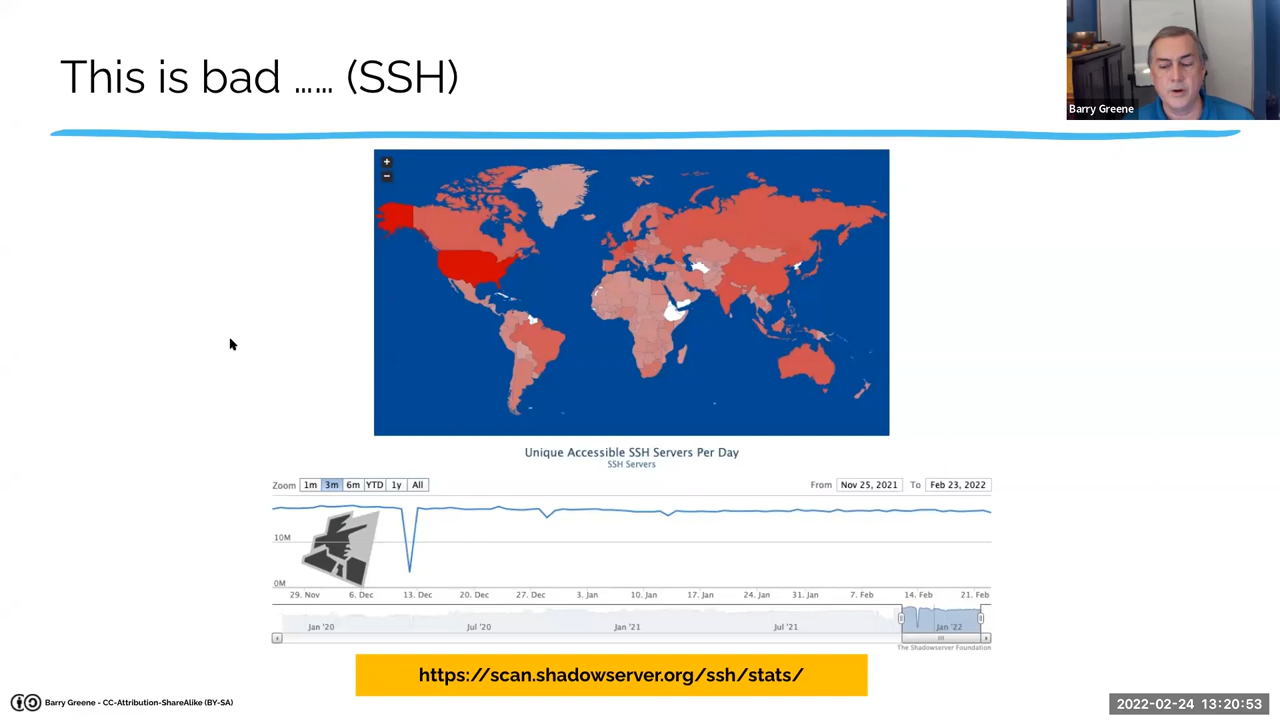 This is bad …… (SSH)
Barry Greene
+
−
Unique Accessible SSH Servers Per Day
SSH Servers
Zoom 1m 3m 6m YTD 1y All
From Nov 25, 2021 To Feb 23, 2022
10M
0M
29. Nov 6. Dec 13. Dec 20. Dec 27. Dec 3. Jan 10. Jan 17. Jan 24. Jan 31. Jan 7. Feb 14. Feb 21. Feb
Jan '20 Jul '20 Jan '21 Jul '21 Jan '22
The Shadowserver Foundation
https://scan.shadowserver.org/ssh/stats/
Barry Greene - CC-Attribution-ShareAlike (BY-SA)
2022-02-24 13:20:53